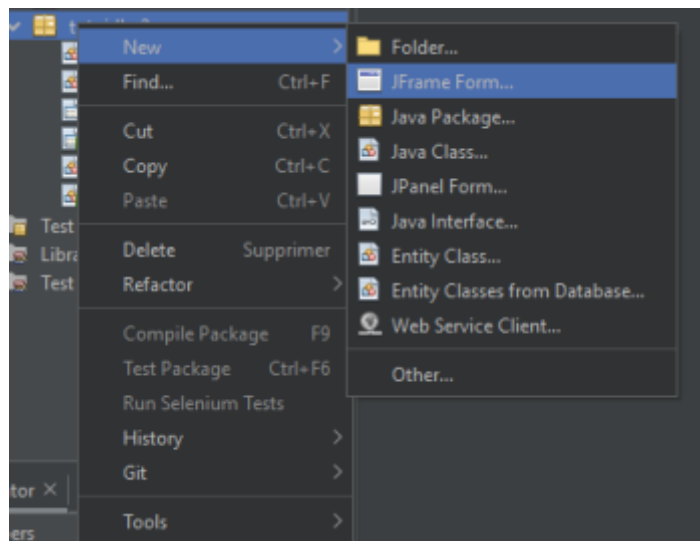 New
Find... Ctrl+F
Cut Ctrl+X
Copy Ctrl+C
Paste Ctrl+V
Delete Supprimer
Refactor
Compile Package F9
Test Package Ctrl+F6
Run Selenium Tests
History
Git
Tools
Folder...
JFrame Form...
Java Package...
Java Class...
JPanel Form...
Java Interface...
Entity Class...
Entity Classes from Database...
Web Service Client...
Other...
Test
Test